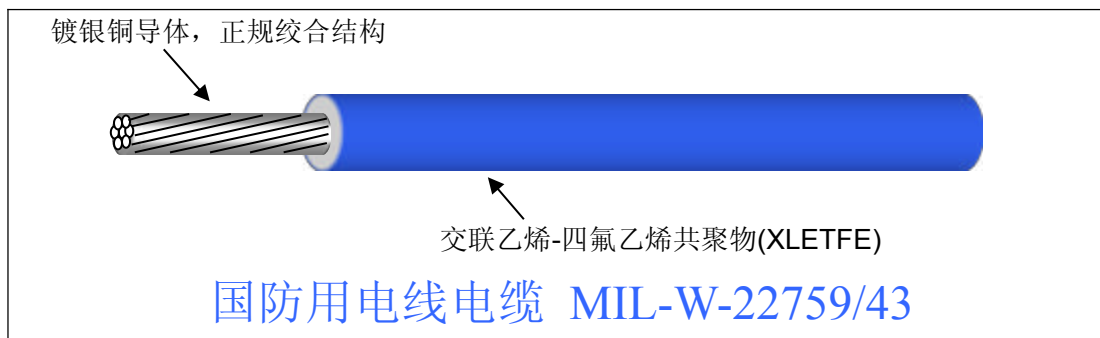 镀银铜导体，正规绞合结构
交联乙烯-四氟乙烯共聚物(XLETFE)
国防用电线电缆 MIL-W-22759/43